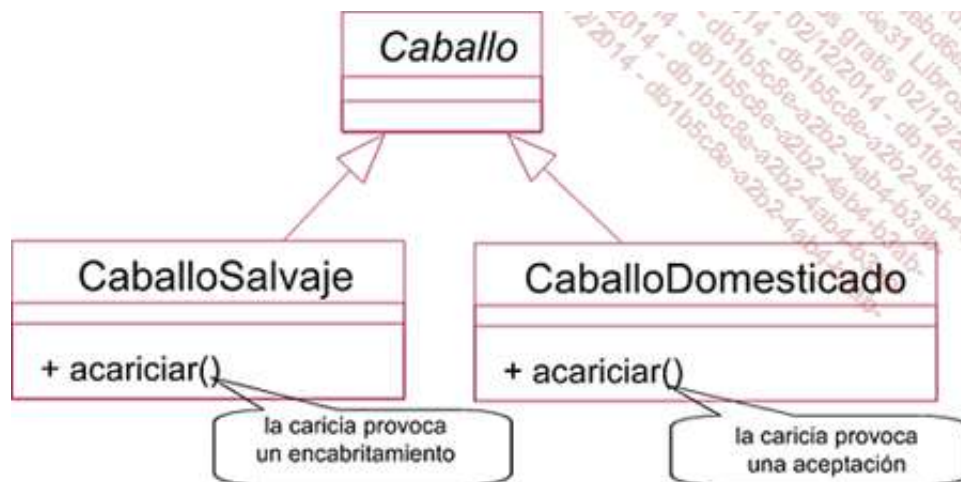 Caballo
CaballoSalvaje
+ acariciar()
la caricia provoca
un encabritamiento
CaballoDomesticado
+ acariciar()
la caricia provoca
una aceptación